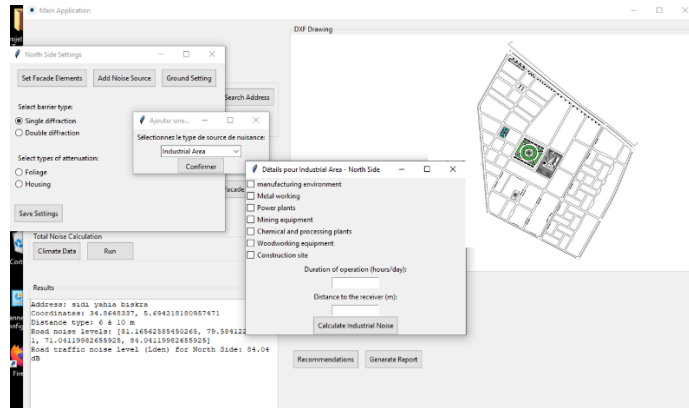 Main Application
DXF Drawing
North Side Settings
Set Facade Elements
Add Noise Source
Ground Setting
Search Address
Select barrier type:
Single diffraction
Double diffraction
Ajouter une...
Sélectionnez le type de source de nuisance:
Industrial Area
Confirmer
Select types of attenuation:
Foliage
Housing
Save Settings
Détails pour Industrial Area - North Side
manufacturing environment
Metal working
Power plants
Mining equipment
Chemical and processing plants
Woodworking equipment
Construction site
Duration of operation (hours/day):
Distance to the receiver (m):
Calculate Industrial Noise
Total Noise Calculation
Climate Data
Run
Results
Address: sidi yahia biskra
Coordinates: 34.8648337, 5.694218180957471
Distance type: 6 à 10 m
Road noise levels: [81.16562585450265, 79.584122
1, 71.04119982655925, 84.04119982655925]
Road traffic noise level (Lden) for North Side: 84.04
dB
Recommendations
Generate Report